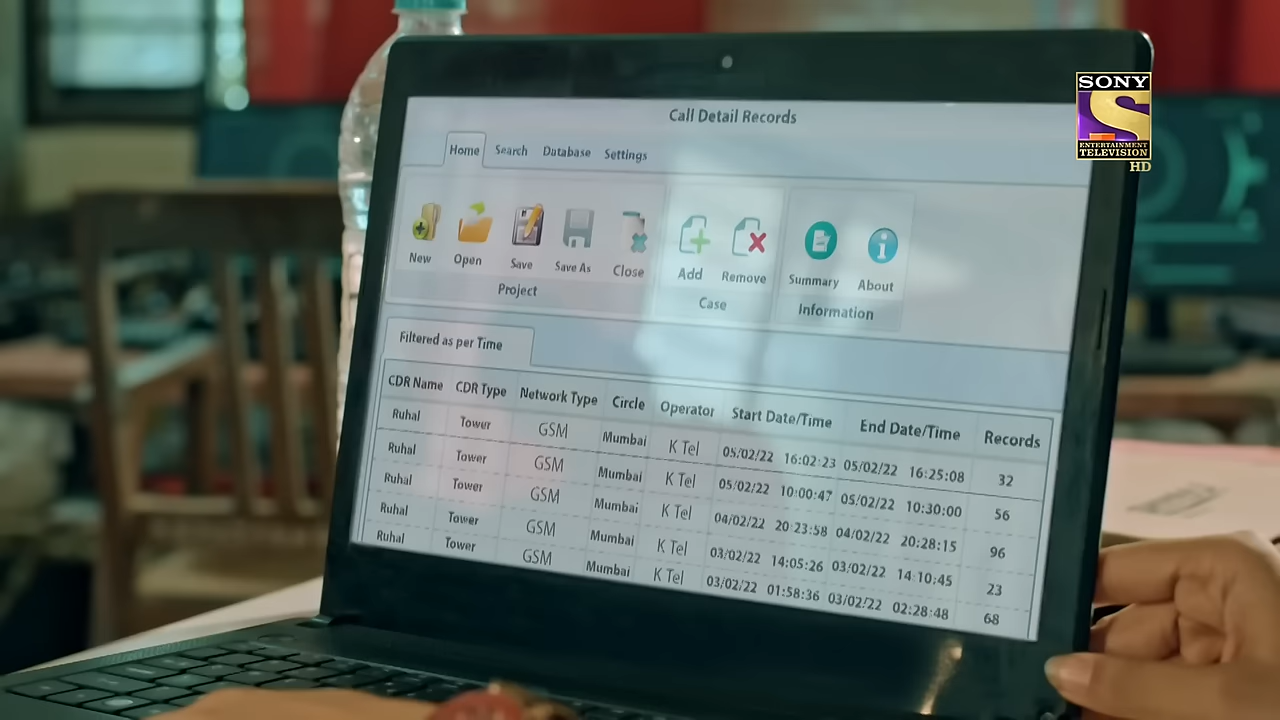 SONY
ENTERTAINMENT
TELEVISION
HD
Call Detail Records
Home Search Database Settings
New Open Save Save As Close Add Remove Summary About
Project Case Information
Filtered as per Time
CDR Name CDR Type Network Type Circle Operator Start Date/Time End Date/Time Records
Ruhal Tower GSM Mumbai K Tel 05/02/22 16:02:23 05/02/22 16:25:08 32
Ruhal Tower GSM Mumbai K Tel 05/02/22 10:00:47 05/02/22 10:30:00 56
Ruhal Tower GSM Mumbai K Tel 04/02/22 20:23:58 04/02/22 20:28:15 96
Ruhal Tower GSM Mumbai K Tel 03/02/22 14:05:26 03/02/22 14:10:45 23
Ruhal Tower GSM Mumbai K Tel 03/02/22 01:58:36 03/02/22 02:28:48 68